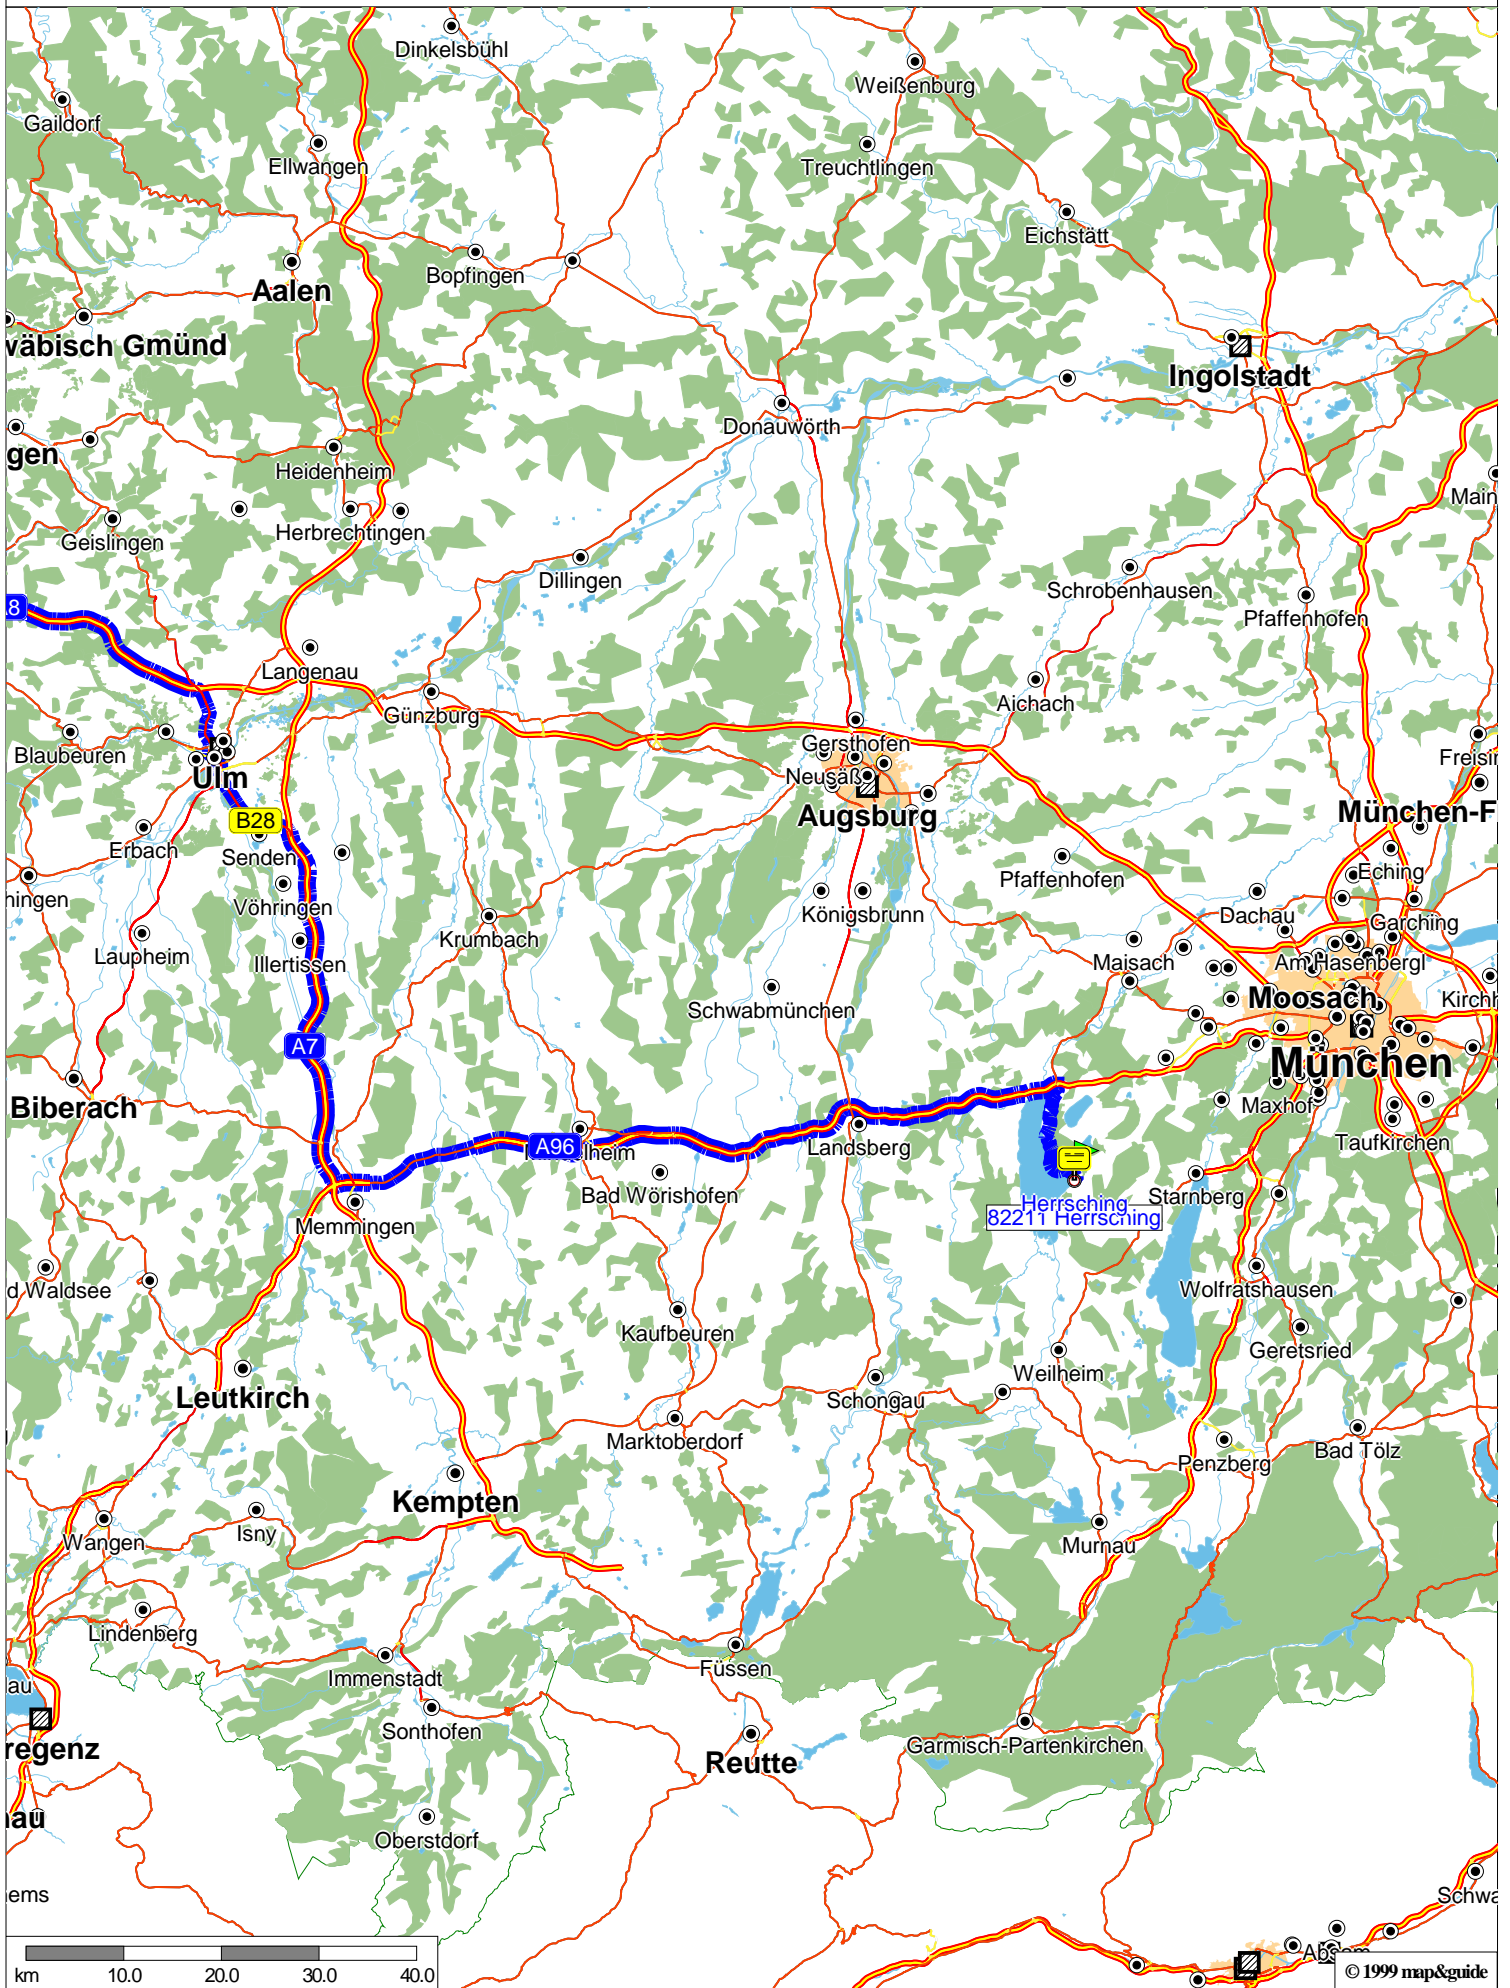 Dinkelsbühl
Weißenburg
Gaildorf
Ellwangen
Treuchtlingen
Eichstätt
Bopfingen
Aalen
wäbisch Gmünd
Ingolstadt
Donauwörth
gen
Heidenheim
Main
Herbrechtingen
Geislingen
Dillingen
Schrobenhausen
Pfaffenhofen
Langenau
Aichach
Günzburg
Blaubeuren
Gersthofen
Freisin
Neusäß
Ulm
Augsburg
München-F
B28
Erbach
Senden
Pfaffenhofen
Eching
hingen
Vöhringen
Königsbrunn
Dachau
Garching
Krumbach
Laupheim
Illertissen
Maisach
Am Hasenbergl
Moosach
Kirchh
Schwabmünchen
A7
München
Biberach
Maxhof
A96
Landsberg
Taufkirchen
Bad Wörishofen
Starnberg
Herrsching
82211 Herrsching
Memmingen
d Waldsee
Wolfratshausen
Kaufbeuren
Geretsried
Weilheim
Leutkirch
Schongau
Marktoberdorf
Bad Tölz
Penzberg
Kempten
Isny
Wangen
Murnau
Lindenberg
Füssen
Immenstadt
au
Sonthofen
Garmisch-Partenkirchen
regenz
Reutte
nau
Oberstdorf
ems
Schwa
km 10.0 20.0 30.0 40.0
© 1999 map&guide